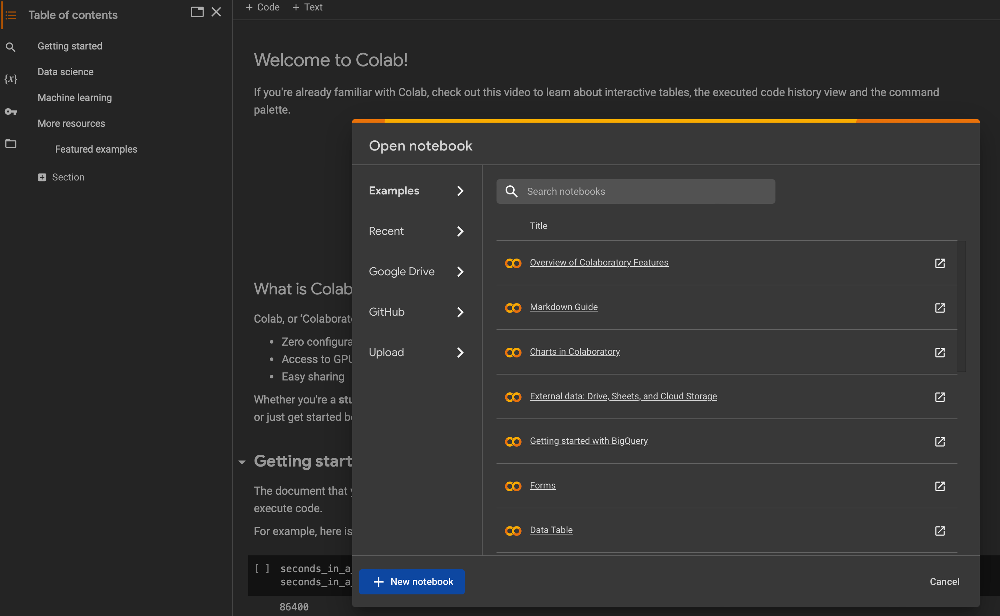 Table of contents
Getting started
Data science
{x}
Machine learning
More resources
Featured examples
Section
+ Code + Text
Welcome to Colab!
If you're already familiar with Colab, check out this video to learn about interactive tables, the executed code history view and the command
palette.
What is Colab
Colab, or ‘Colaborat
• Zero configura
• Access to GPU
• Easy sharing
Whether you're a stu
or just get started be
Getting start
The document that y
execute code.
For example, here is
[ ] seconds_in_a_
seconds_in_a_
86400
Open notebook
Examples
Recent
Google Drive
GitHub
Upload
Search notebooks
Title
Overview of Colaboratory Features
Markdown Guide
Charts in Colaboratory
External data: Drive, Sheets, and Cloud Storage
Getting started with BigQuery
Forms
Data Table
+ New notebook
Cancel